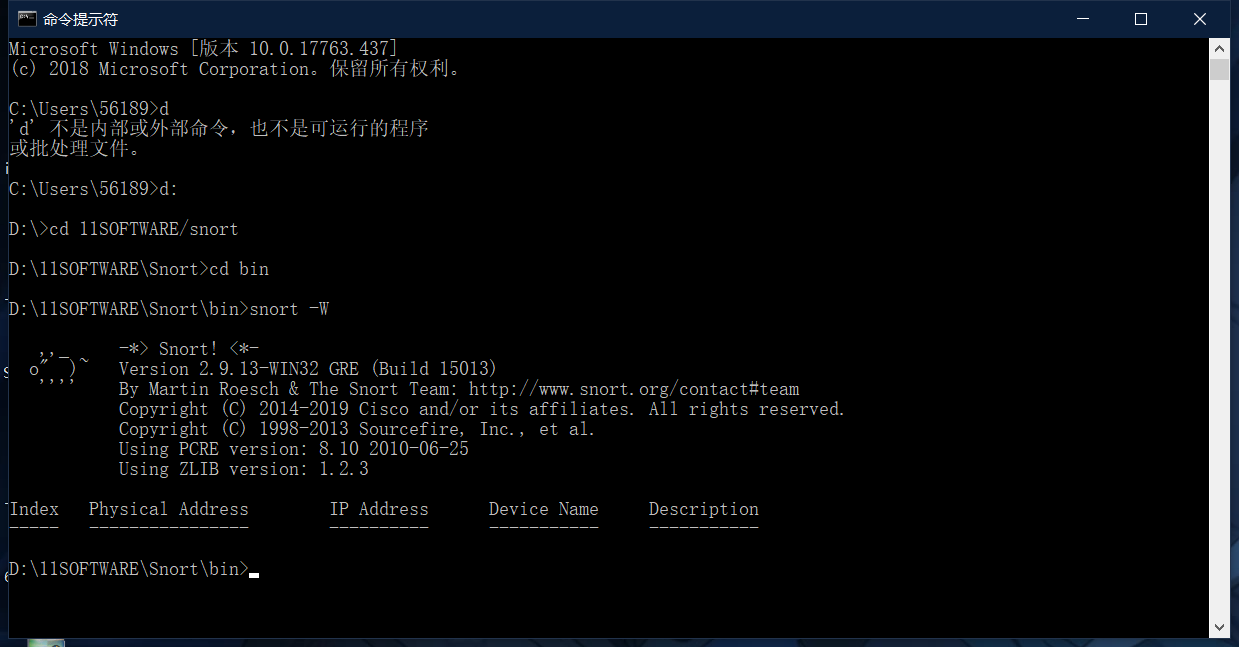 命令提示符
Microsoft Windows [版本 10.0.17763.437]
(c) 2018 Microsoft Corporation。保留所有权利。
C:\Users\56189>d
'd' 不是内部或外部命令，也不是可运行的程序
或批处理文件。
C:\Users\56189>d:
D:\>cd llSOFTWARE/snort
D:\llSOFTWARE\Snort>cd bin
D:\llSOFTWARE\Snort\bin>snort -W
,,_     -*> Snort! <*-
o"  )~   Version 2.9.13-WIN32 GRE (Build 15013)
''''    By Martin Roesch & The Snort Team: http://www.snort.org/contact#team
Copyright (C) 2014-2019 Cisco and/or its affiliates. All rights reserved.
Copyright (C) 1998-2013 Sourcefire, Inc., et al.
Using PCRE version: 8.10 2010-06-25
Using ZLIB version: 1.2.3
Index   Physical Address        IP Address      Device Name     Description
-----   ----------------        ----------      -----------     -----------
D:\llSOFTWARE\Snort\bin>